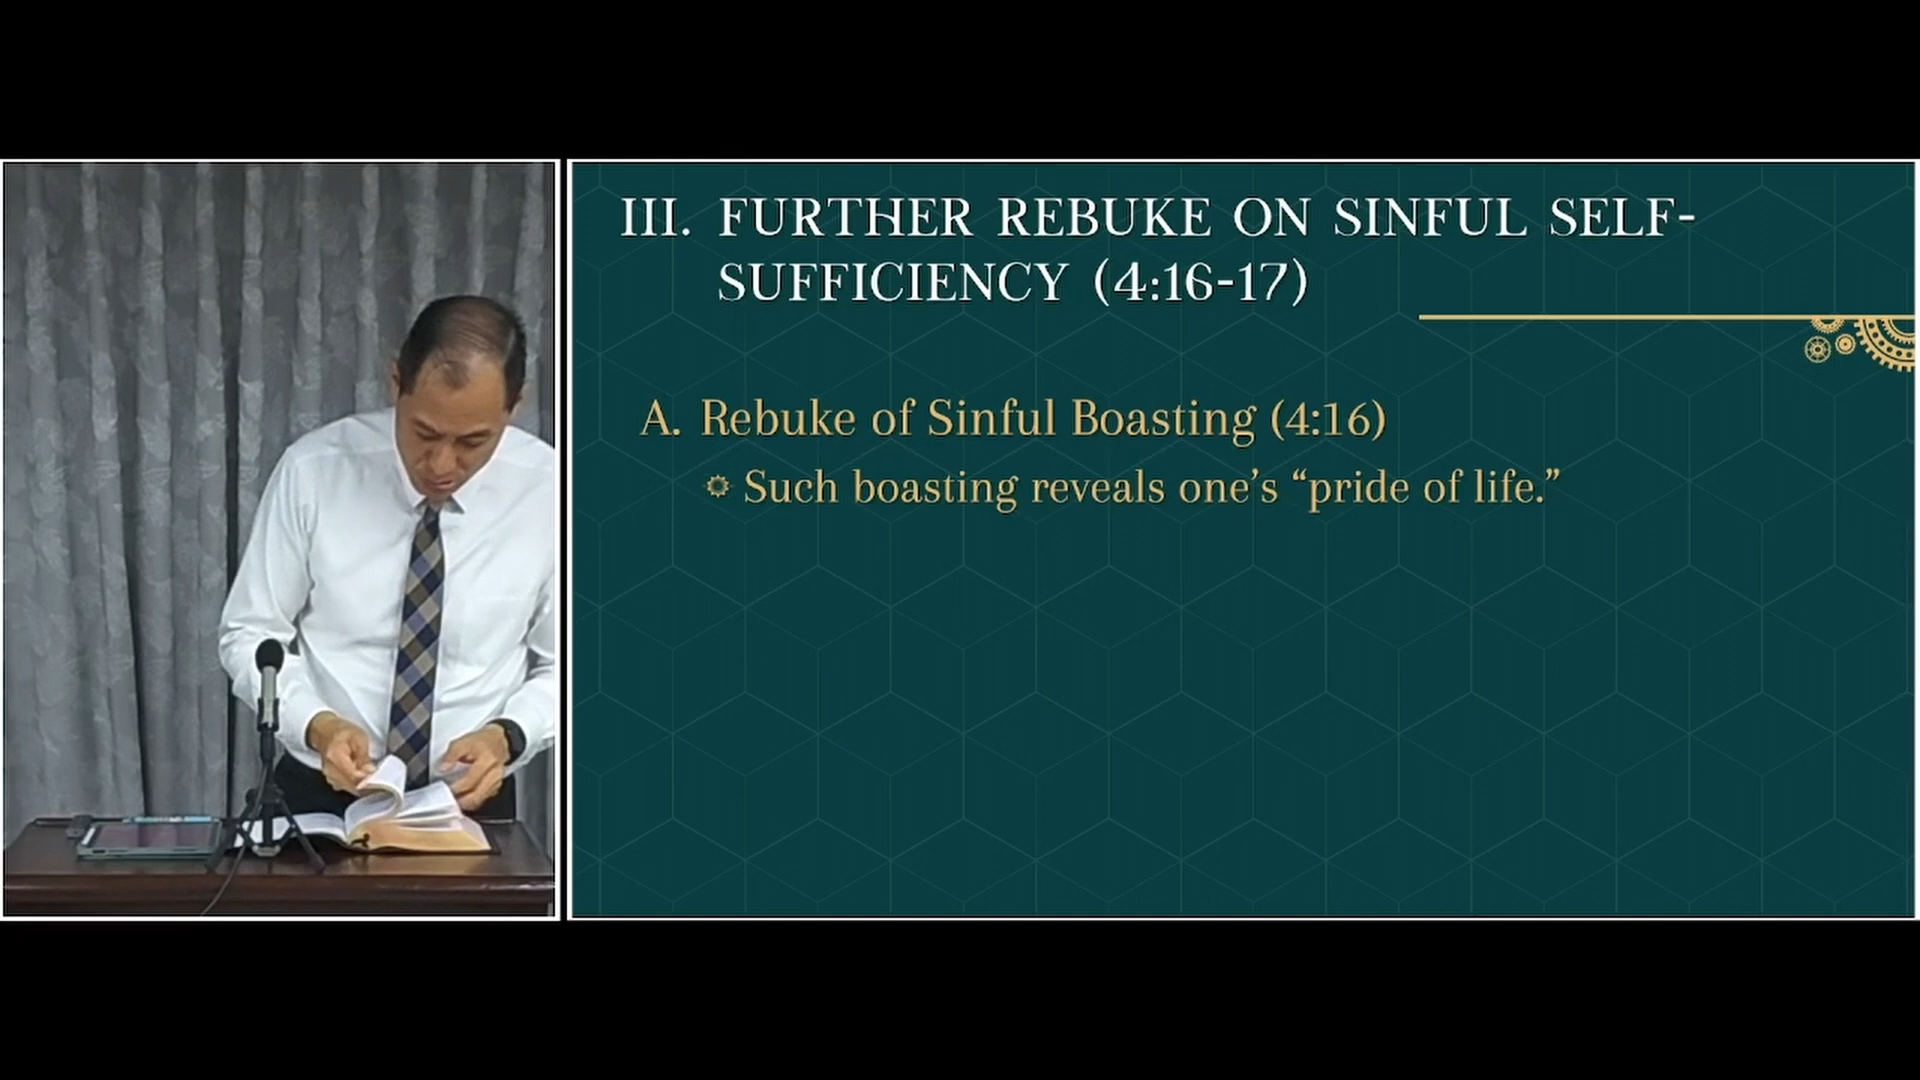 III. FURTHER REBUKE ON SINFUL SELF-
SUFFICIENCY (4:16-17)
A. Rebuke of Sinful Boasting (4:16)
Such boasting reveals one’s “pride of life.”